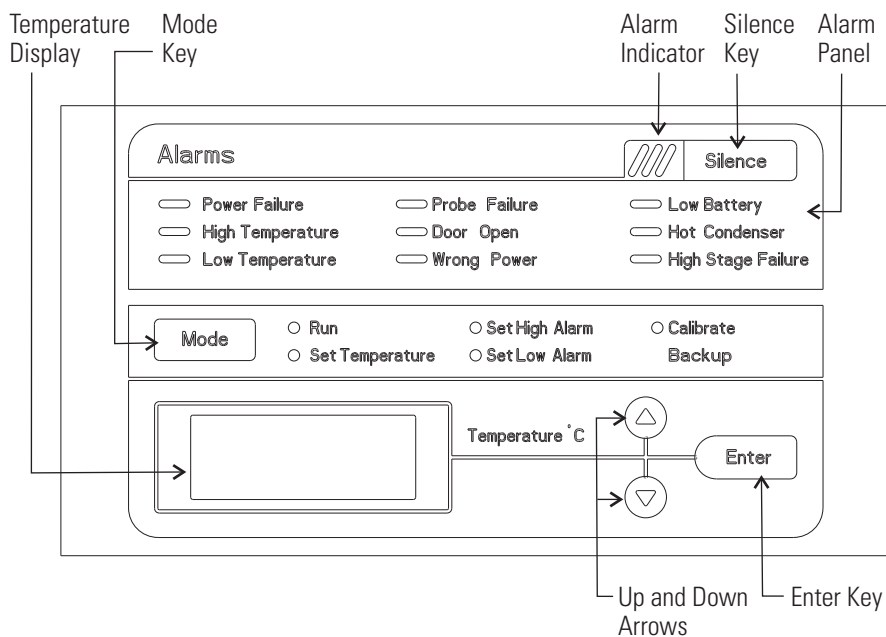 Temperature Display
Mode Key
Alarm Indicator
Silence Key
Alarm Panel
Alarms
Silence
Power Failure
Probe Failure
Low Battery
High Temperature
Door Open
Hot Condenser
Low Temperature
Wrong Power
High Stage Failure
Mode
Run
Set High Alarm
Calibrate
Set Temperature
Set Low Alarm
Backup
Temperature °C
Enter
Up and Down Arrows
Enter Key